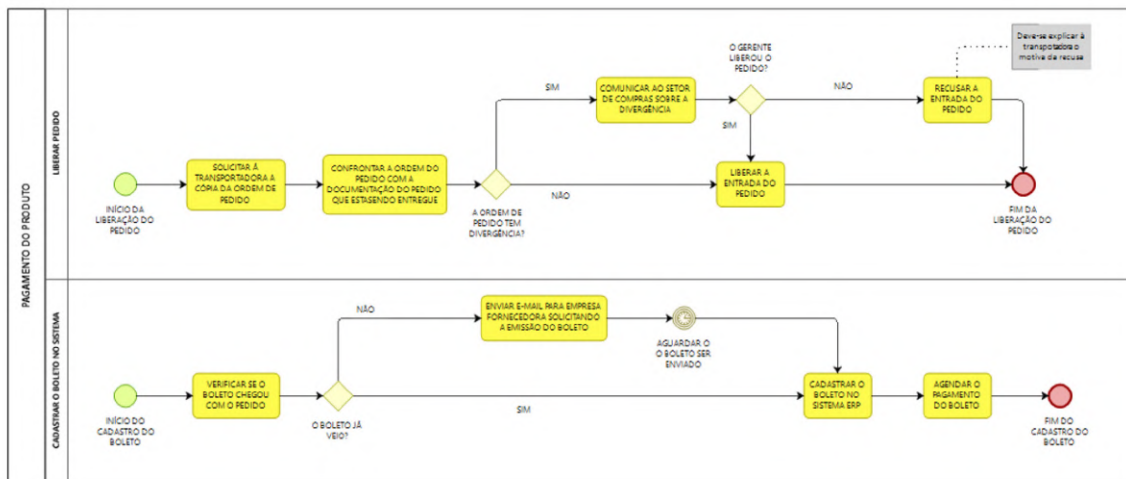 PAGAMENTO DO PRODUTO
LIBERAR PEDIDO
INÍCIO DA
LIBERAÇÃO DO
PEDIDO
SOLICITAR À
TRANSPORTADORA A
CÓPIA DA ORDEM DE
PEDIDO
CONFRONTAR A ORDEM DO
PEDIDO COM A
DOCUMENTAÇÃO DO PEDIDO
QUE ESTASENDO ENTREGUE
A ORDEM DE
PEDIDO TEM
DIVERGÊNCIA?
SIM
NÃO
COMUNICAR AO SETOR
DE COMPRAS SOBRE A
DIVERGÊNCIA
O GERENTE
LIBEROU O
PEDIDO?
SIM
NÃO
LIBERAR A
ENTRADA DO
PEDIDO
RECUSAR A
ENTRADA DO
PEDIDO
Deve-se explicar à
transpotadora o
motivo da recuse
FIM DA
LIBERAÇÃO DO
PEDIDO
CADASTRAR O BOLETO NO SISTEMA
INÍCIO DO
CADASTRO DO
BOLETO
VERIFICAR SE O
BOLETO CHEGOU
COM O PEDIDO
O BOLETO JÁ
VEIO?
NÃO
SIM
ENVIAR E-MAIL PARA EMPRESA
FORNECEDORA SOLICITANDO
A EMISSÃO DO BOLETO
AGUARDAR O
O BOLETO SER
ENVIADO
CADASTRAR O
BOLETO NO
SISTEMA ERP
AGENDAR O
PAGAMENTO
DO BOLETO
FIM DO
CADASTRO DO
BOLETO